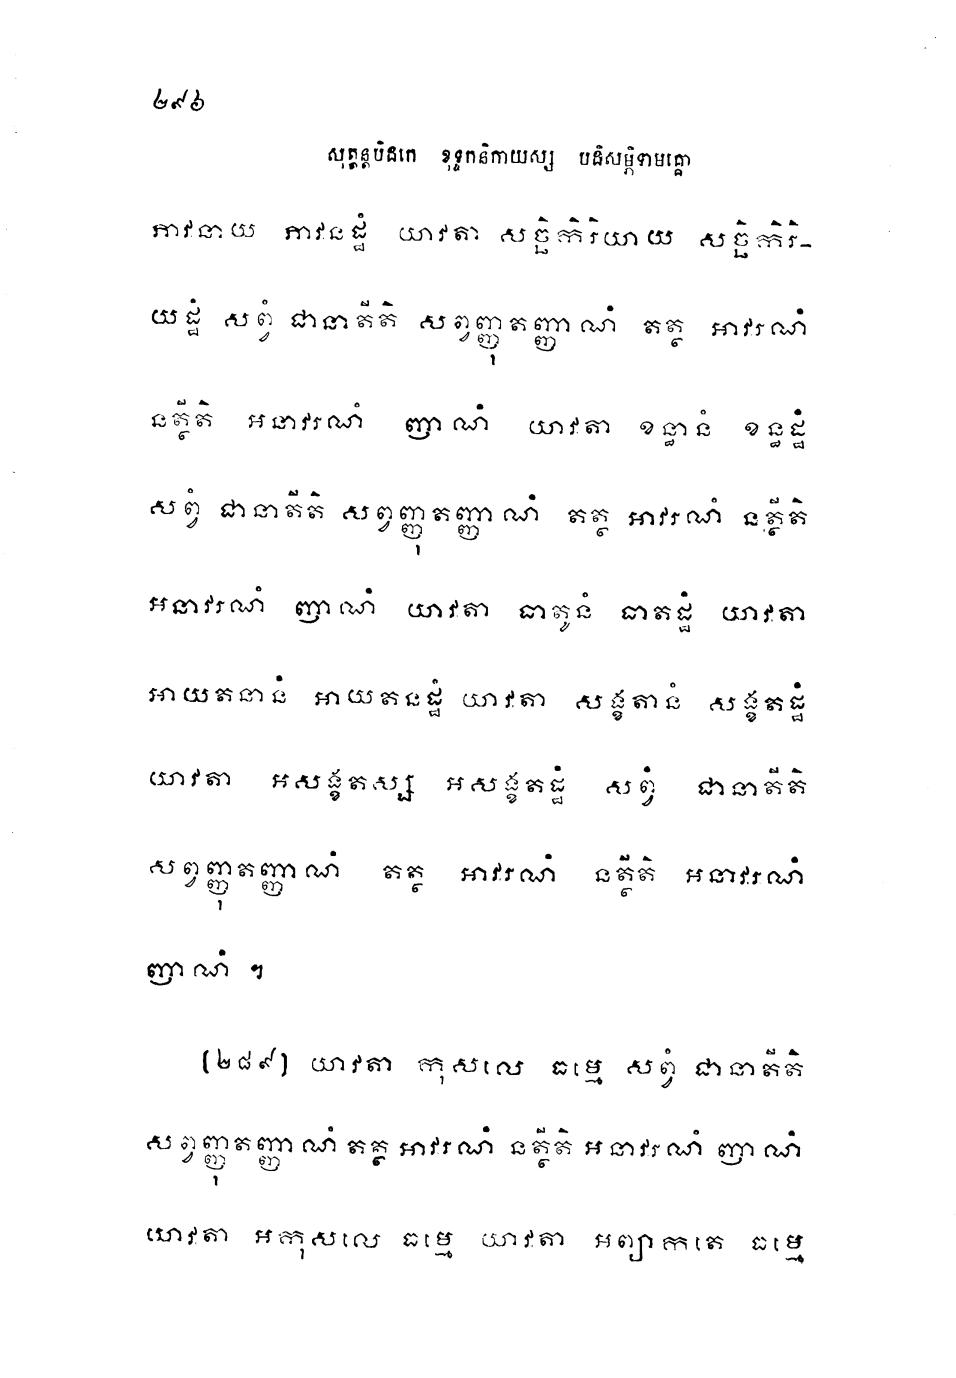 ២៩៦
សុត្តន្តបិដកេ ខុទ្ទកនិកាយស្ស បដិសម្ភិទាមគ្គោ
ភាវនាយ ភាវនដ្ឋំ យាវតា សច្ឆិកិរិយាយ សច្ឆិកិរិ-
យដ្ឋំ សព្វំ ជានាតីតិ សព្វញ្ញុតញ្ញាណំ តត្ថ អាវរណំ
នត្ថីតិ អនាវរណំ ញាណំ យាវតា ខន្ធានំ ខន្ធដ្ឋំ
សព្វំ ជានាតីតិ សព្វញ្ញុតញ្ញាណំ តត្ថ អាវរណំ នត្ថីតិ
អនាវរណំ ញាណំ យាវតា ធាតូនំ ធាតដ្ឋំ យាវតា
អាយតនានំ អាយតនដ្ឋំ យាវតា សង្ខតានំ សង្ខតដ្ឋំ
យាវតា អសង្ខតស្ស អសង្ខតដ្ឋំ សព្វំ ជានាតីតិ
សព្វញ្ញុតញ្ញាណំ តត្ថ អាវរណំ នត្ថីតិ អនាវរណំ
ញាណំ ។
(២៨៩) យាវតា កុសលេ ធម្មេ សព្វំ ជានាតីតិ
សព្វញ្ញុតញ្ញាណំ តត្ថ អាវរណំ នត្ថីតិ អនាវរណំ ញាណំ
យាវតា អកុសលេ ធម្មេ យាវតា អព្យាកតេ ធម្មេ